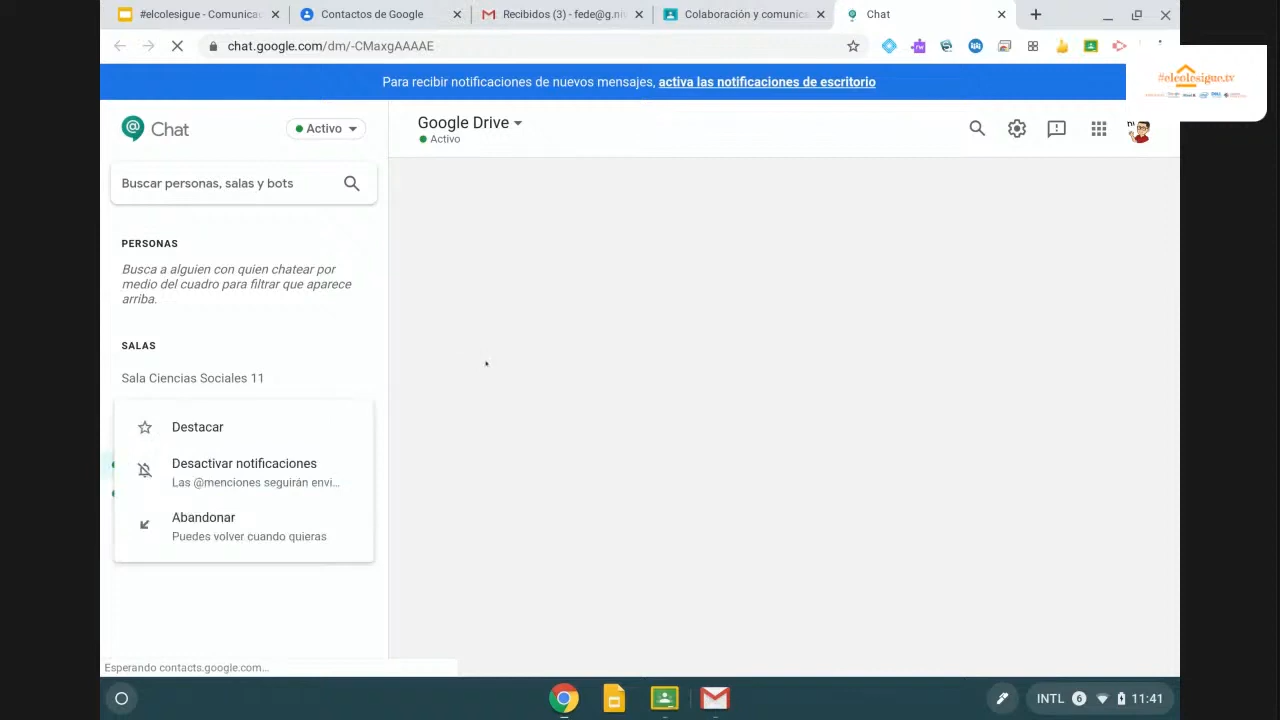 #elcolesigue - Comunicac
Contactos de Google
Recibidos (3) - fede@g.ni
Colaboración y comunica
Chat
chat.google.com/dm/-CMaxgAAAAE
#elcolesigue.tv
Para recibir notificaciones de nuevos mensajes, activa las notificaciones de escritorio
Chat
Activo
Google Drive
Activo
Buscar personas, salas y bots
PERSONAS
Busca a alguien con quien chatear por
medio del cuadro para filtrar que aparece
arriba.
SALAS
Sala Ciencias Sociales 11
Destacar
Desactivar notificaciones
Las @menciones seguirán envi...
Abandonar
Puedes volver cuando quieras
Esperando contacts.google.com...
INTL 6 11:41